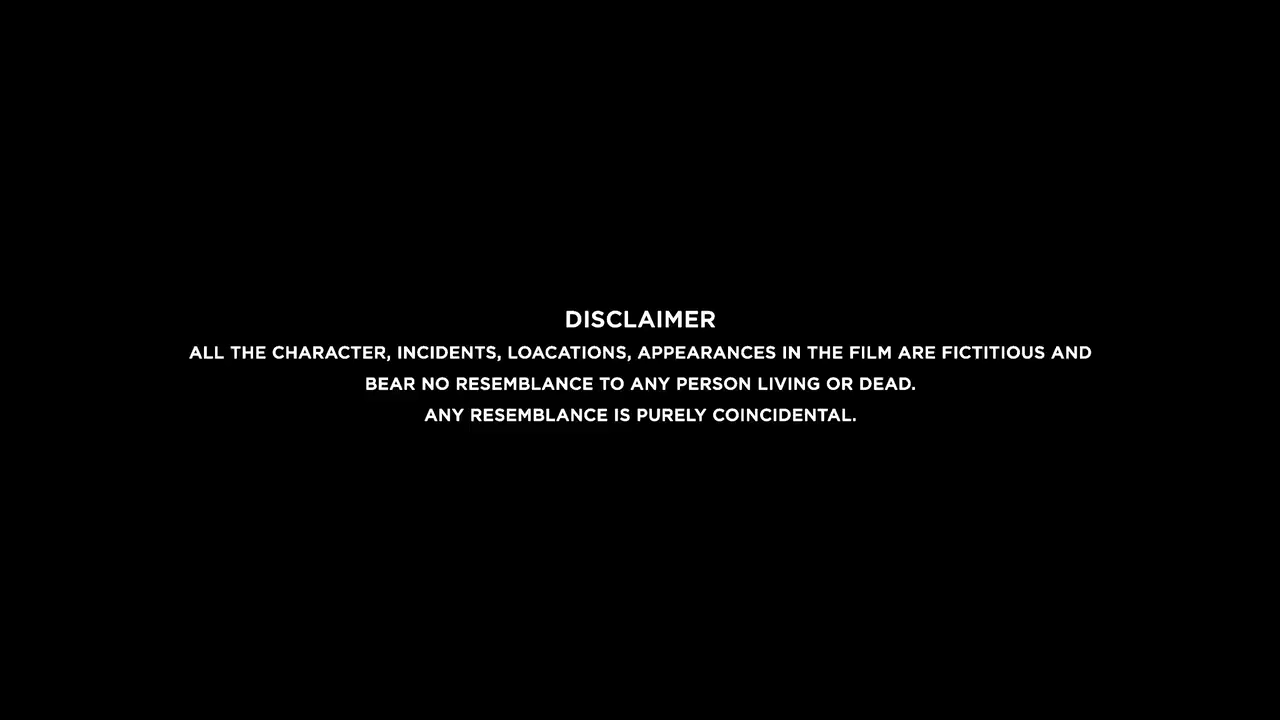 DISCLAIMER
ALL THE CHARACTER, INCIDENTS, LOACATIONS, APPEARANCES IN THE FILM ARE FICTITIOUS AND
BEAR NO RESEMBLANCE TO ANY PERSON LIVING OR DEAD.
ANY RESEMBLANCE IS PURELY COINCIDENTAL.